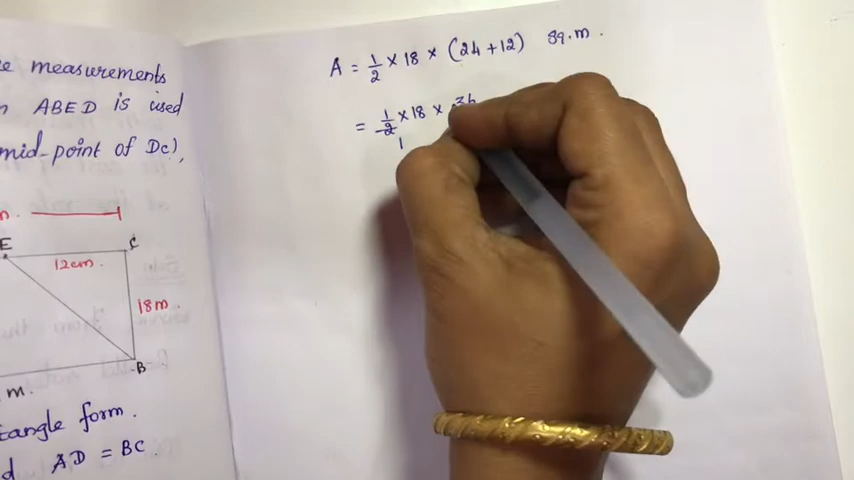 measurements
ABED is used
mid-point of DC),
E
C
12cm.
18m.
B
m.
form.
AD = BC
A = 1/2 × 18 × (24+12) sq.m.
= 1/2 × 18 × 36
1